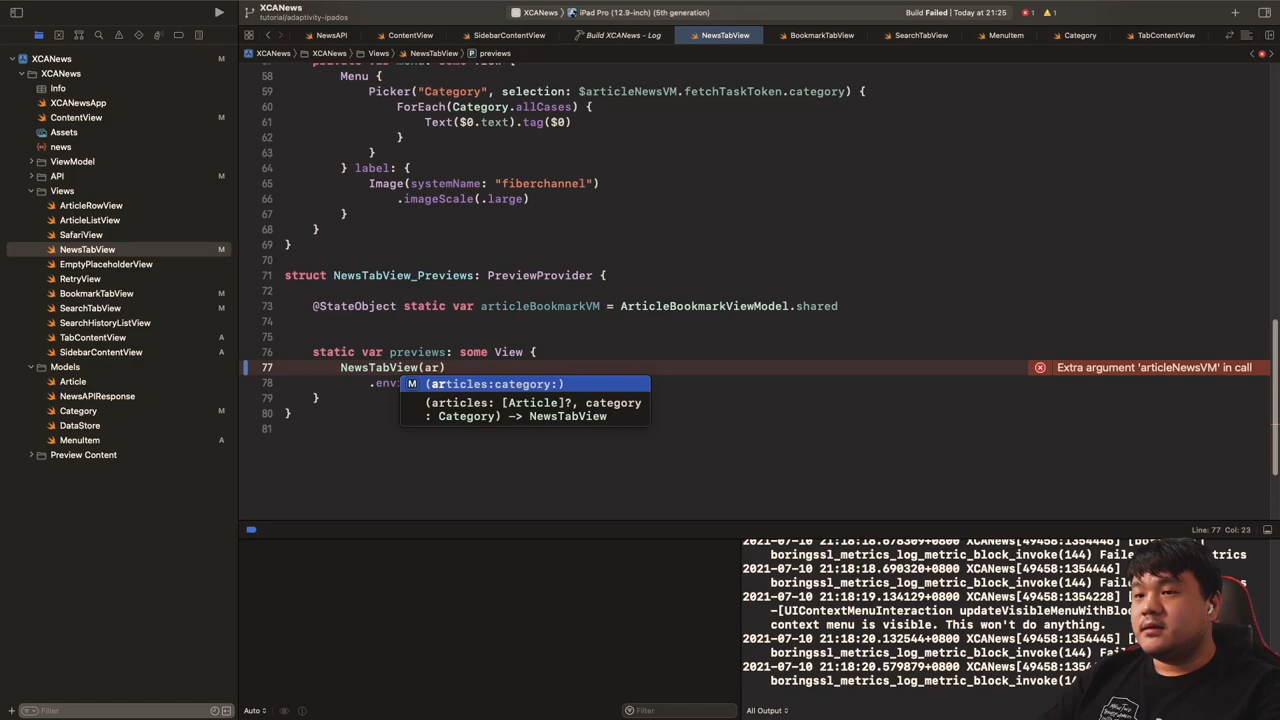 XCANews
tutorial/adaptivity-ipados
XCANews
iPad Pro (12.9-inch) (5th generation)
Build Failed | Today at 21:25
1
1
NewsAPI
ContentView
SidebarContentView
Build XCANews - Log
NewsTabView
BookmarkTabView
SearchTabView
MenuItem
Category
TabContentView
XCANews
XCANews
Views
NewsTabView
previews
XCANews M
XCANews
Info
XCANewsApp
ContentView M
Assets
news
ViewModel
API
Views
ArticleRowView
ArticleListView
SafariView
NewsTabView M
EmptyPlaceholderView
RetryView
BookmarkTabView M
SearchTabView M
SearchHistoryListView
TabContentView A
SidebarContentView A
Models
Article
NewsAPIResponse
Category M
DataStore
MenuItem A
Preview Content
private var menu: some View {
58 Menu {
59 Picker("Category", selection: $articleNewsVM.fetchTaskToken.category) {
60 ForEach(Category.allCases) {
61 Text($0.text).tag($0)
62 }
63 }
64 } label: {
65 Image(systemName: "fiberchannel")
66 .imageScale(.large)
67 }
68 }
69 }
70
71 struct NewsTabView_Previews: PreviewProvider {
72
73 @StateObject static var articleBookmarkVM = ArticleBookmarkViewModel.shared
74
75
76 static var previews: some View {
77 NewsTabView(ar) Extra argument 'articleNewsVM' in call
78 .envi
M (articles:category:)
79 }
(articles: [Article]?, category
: Category) -> NewsTabView
80 }
81
Line: 77 Col: 23
2021-07-10 21:18:18.678309+0800 XCANews[49458:1354446]
boringssl_metrics_log_metric_block_invoke(144)
2021-07-10 21:18:18.690320+0800 XCANews[49458:1354446]
boringssl_metrics_log_metric_block_invoke(144)
2021-07-10 21:18:19.134129+0800 XCANews[49458:1354228]
-[UIContextMenuInteraction
context menu is visible. This won't do anything.
2021-07-10 21:18:20.132544+0800 XCANews[49458:1354445]
boringssl_metrics_log_metric_block_invoke(144)
2021-07-10 21:18:20.579879+0800
boringssl_metrics_log_metric_block_invoke
Filter
Auto
Filter
All Output